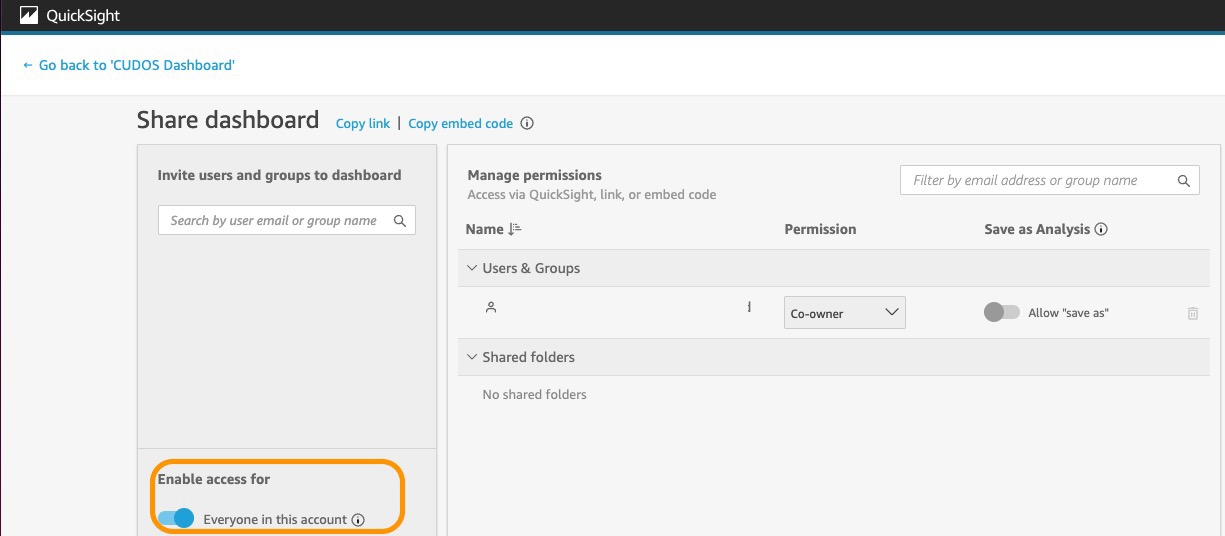 QuickSight
← Go back to 'CUDOS Dashboard'
Share dashboard Copy link | Copy embed code
Invite users and groups to dashboard
Search by user email or group name
Enable access for
Everyone in this account
Manage permissions
Access via QuickSight, link, or embed code
Filter by email address or group name
Name Permission Save as Analysis
Users & Groups
Co-owner Allow "save as"
Shared folders
No shared folders